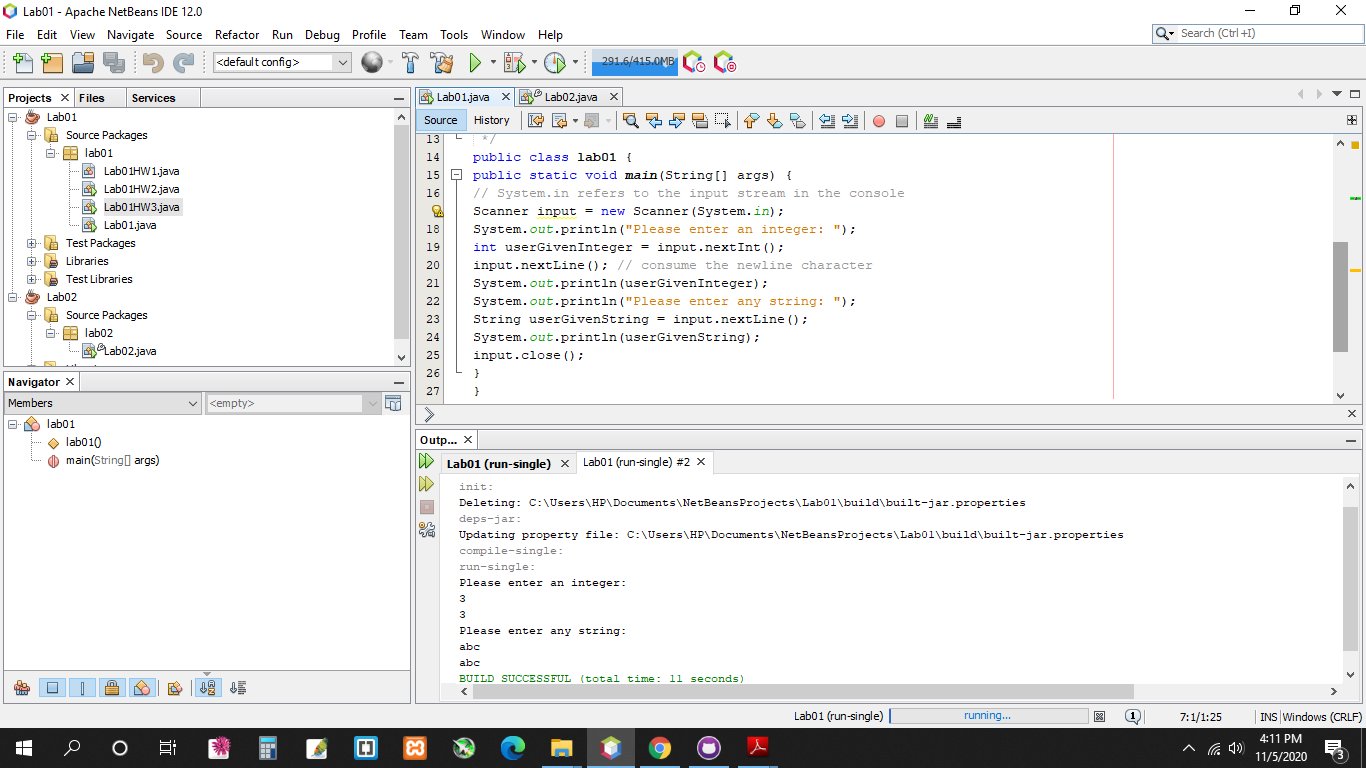 Lab01 - Apache NetBeans IDE 12.0
File Edit View Navigate Source Refactor Run Debug Profile Team Tools Window Help
Search (Ctrl+I)
<default config>
291.6/415.0MB
Projects Files Services
Lab01
Source Packages
lab01
Lab01HW1.java
Lab01HW2.java
Lab01HW3.java
Lab01.java
Test Packages
Libraries
Test Libraries
Lab02
Source Packages
lab02
Lab02.java
Navigator
Members
<empty>
lab01
lab01()
main(String[] args)
Lab01.java Lab02.java
Source History
13 */
14 public class lab01 {
15 public static void main(String[] args) {
16 // System.in refers to the input stream in the console
Scanner input = new Scanner(System.in);
18 System.out.println("Please enter an integer: ");
19 int userGivenInteger = input.nextInt();
20 input.nextLine(); // consume the newline character
21 System.out.println(userGivenInteger);
22 System.out.println("Please enter any string: ");
23 String userGivenString = input.nextLine();
24 System.out.println(userGivenString);
25 input.close();
26 }
27 }
Outp...
Lab01 (run-single) Lab01 (run-single) #2
init:
Deleting: C:\Users\HP\Documents\NetBeansProjects\Lab01\build\built-jar.properties
deps-jar:
Updating property file: C:\Users\HP\Documents\NetBeansProjects\Lab01\build\built-jar.properties
compile-single:
run-single:
Please enter an integer:
3
3
Please enter any string:
abc
abc
BUILD SUCCESSFUL (total time: 11 seconds)
Lab01 (run-single) running... 1 7:1/1:25 INS Windows (CRLF)
4:11 PM
11/5/2020
3